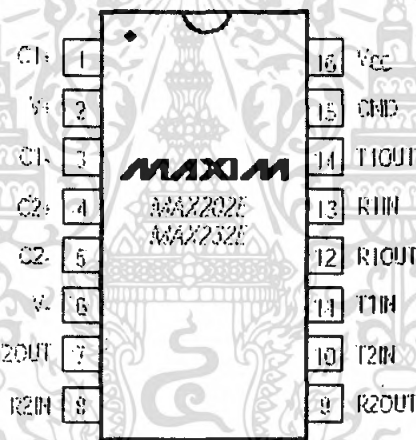 C1+ 1 16 Vcc
V+ 2 15 GND
C1- 3 14 T1OUT
MAXIM
C2+ 4 13 R1IN
MAX202E
MAX232E
C2- 5 12 R1OUT
V- 6 11 T1IN
2OUT 7 10 T2IN
R2IN 8 9 R2OUT